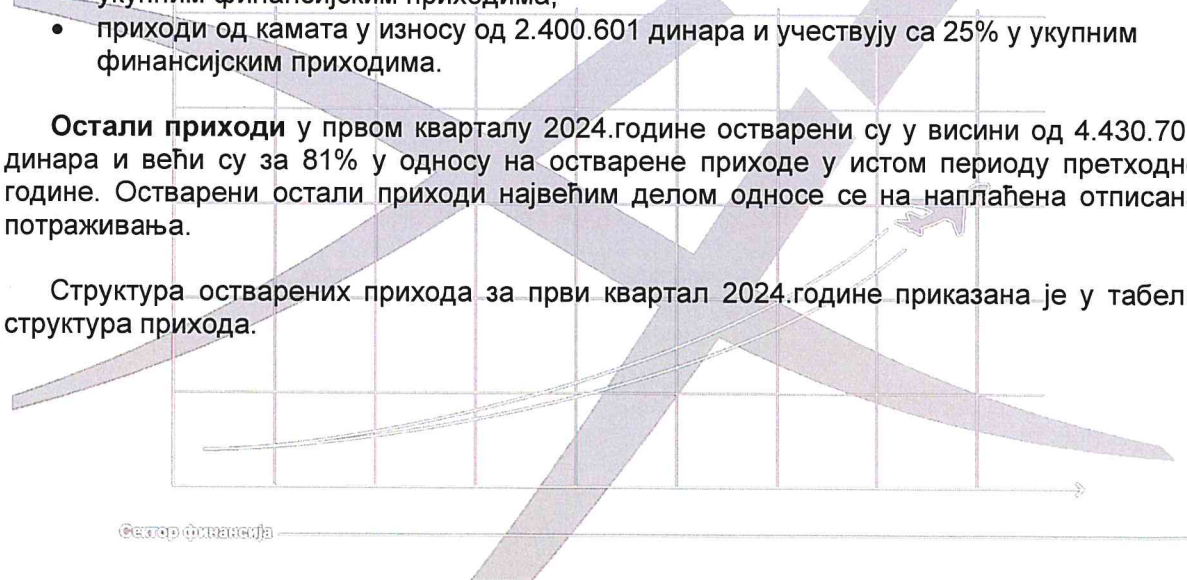 укупним финансијским приходима;
• приходи од камата у износу од 2.400.601 динара и учествују са 25% у укупним
финансијским приходима.
Остали приходи у првом кварталу 2024.године остварени су у висини од 4.430.70
динара и већи су за 81% у односу на остварене приходе у истом периоду претходн
године. Остварени остали приходи највећим делом односе се на наплаћена отписан
потраживања.
Структура остварених прихода за први квартал 2024.године приказана је у табел
структура прихода.
Сектор финансија